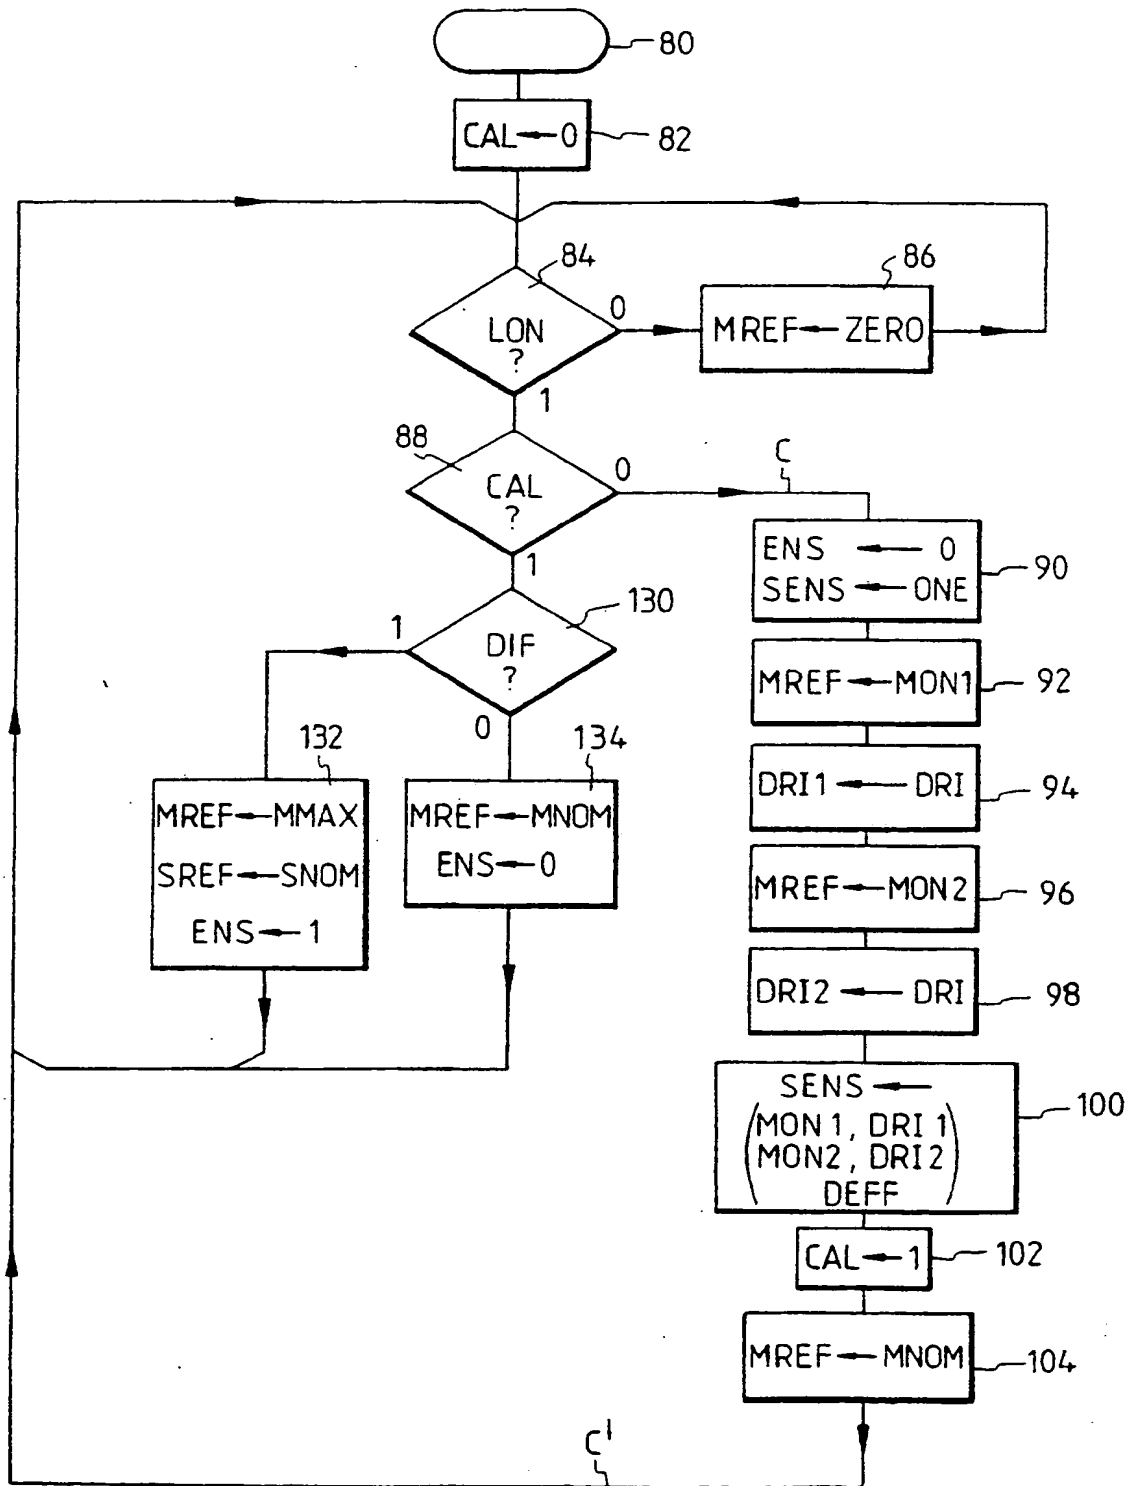 80
CAL←0
82
84
LON
?
0
1
86
MREF←ZERO
88
CAL
?
0
1
C
ENS ← 0
SENS ← ONE
90
130
DIF
?
1
0
MREF←MON1
92
132
MREF←MMAX
SREF←SNOM
ENS←1
134
MREF←MNOM
ENS←0
DRI1 ← DRI
94
MREF←MON2
96
DRI2 ← DRI
98
SENS ←
(MON1, DRI1
MON2, DRI2
DEFF)
100
CAL←1
102
MREF←MNOM
104
C'